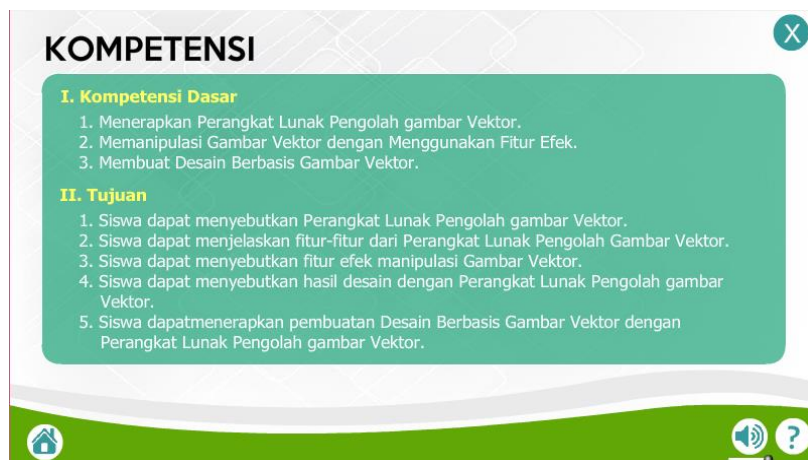 KOMPETENSI
X
I. Kompetensi Dasar
1. Menerapkan Perangkat Lunak Pengolah gambar Vektor.
2. Memanipulasi Gambar Vektor dengan Menggunakan Fitur Efek.
3. Membuat Desain Berbasis Gambar Vektor.
II. Tujuan
1. Siswa dapat menyebutkan Perangkat Lunak Pengolah gambar Vektor.
2. Siswa dapat menjelaskan fitur-fitur dari Perangkat Lunak Pengolah Gambar Vektor.
3. Siswa dapat menyebutkan fitur efek manipulasi Gambar Vektor.
4. Siswa dapat menyebutkan hasil desain dengan Perangkat Lunak Pengolah gambar
Vektor.
5. Siswa dapatmenerapkan pembuatan Desain Berbasis Gambar Vektor dengan
Perangkat Lunak Pengolah gambar Vektor.
?